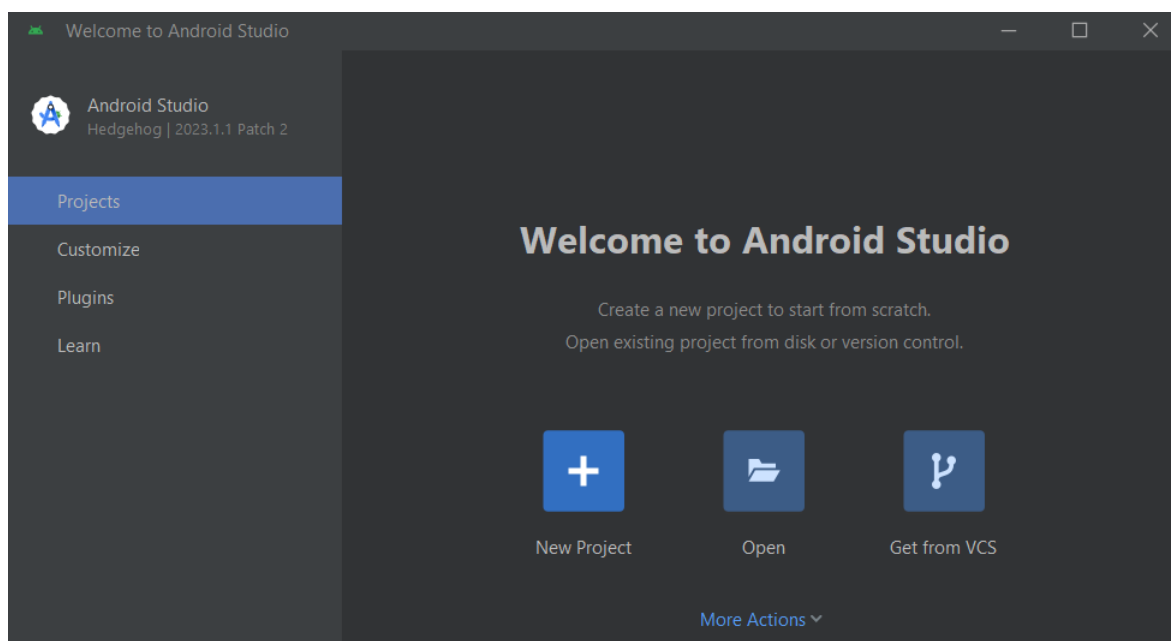 Welcome to Android Studio
Android Studio
Hedgehog | 2023.1.1 Patch 2
Projects
Customize
Plugins
Learn
Welcome to Android Studio
Create a new project to start from scratch.
Open existing project from disk or version control.
New Project
Open
Get from VCS
More Actions